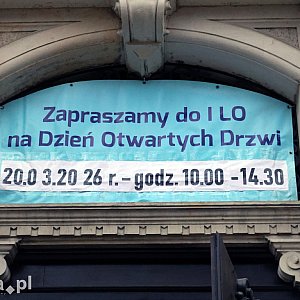 Zapraszamy do I LO
na Dzień Otwartych Drzwi
20.0 3.20 26 r. – godz. 10.00 -14.30